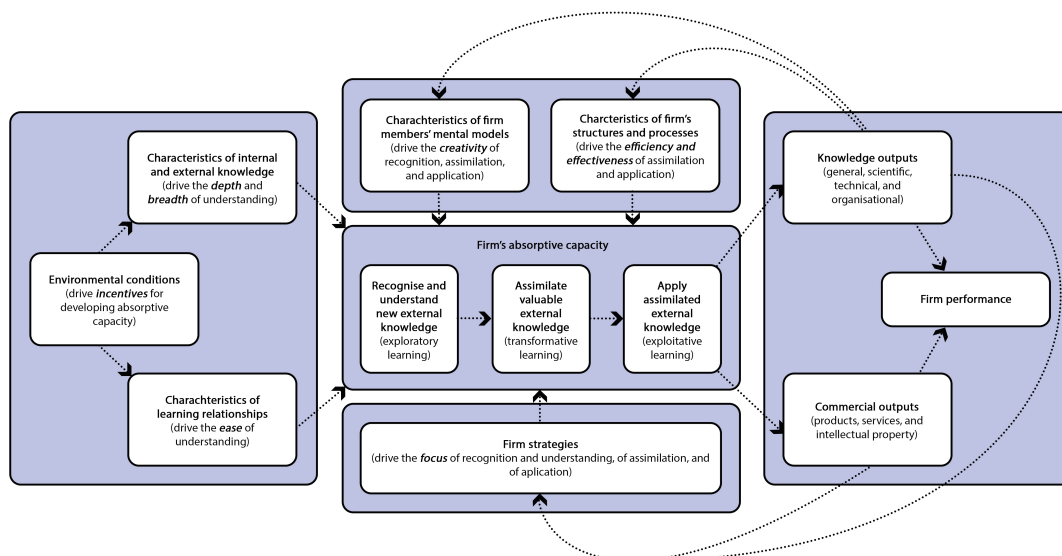 Charachteristics of internal
and external knowledge
(drive the depth and
breadth of understanding)
Environmental conditions
(drive incentives for
developing absorptive
capacity)
Charachteristics of
learning relationships
(drive the ease of
understanding)
Charachteristics of firm
members' mental models
(drive the creativity of
recognition, assimilation,
and application)
Charcteristics of firm's
structures and processes
(drive the efficiency and
effectiveness of assimilation
and application)
Firm's absorptive capacity
Recognise and
understand
new external
knowledge
(exploratory
learning)
Assimilate
valuable
external
knowledge
(transformative
learning)
Apply
assimilated
external
knowledge
(exploitative
learning)
Firm strategies
(drive the focus of recognition and understanding, of assimilation, and
of aplication)
Knowledge outputs
(general, scientific,
technical, and
organisational)
Firm performance
Commercial outputs
(products, services, and
intellectual property)